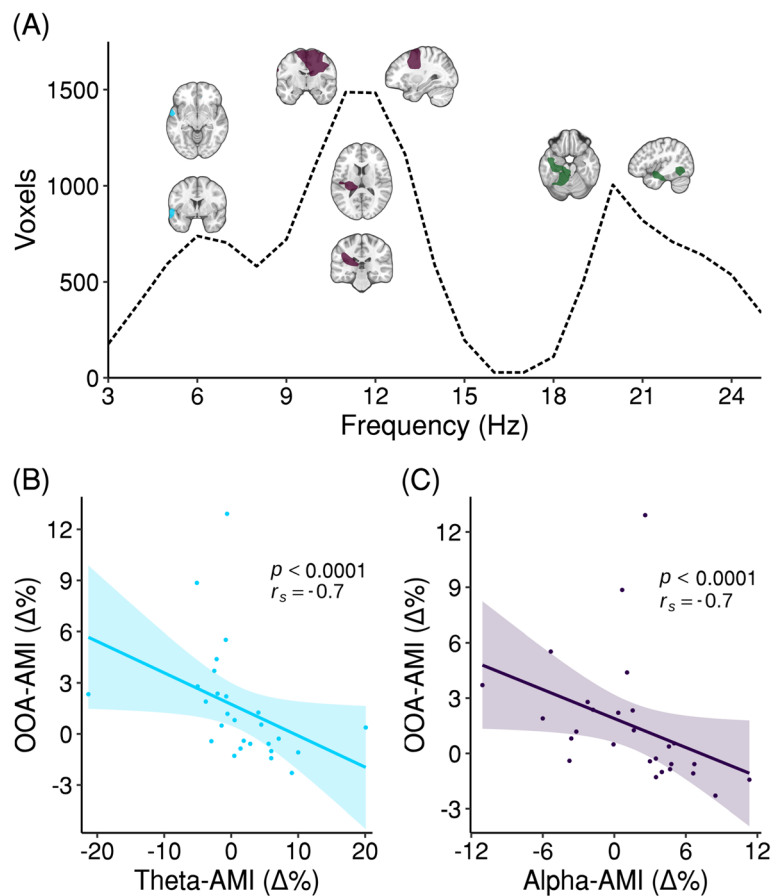 (A)
Voxels
1500
1000
500
0
3 6 9 12 15 18 21 24
Frequency (Hz)
(B)
OOA-AMI (Δ%)
12
9
6
3
0
-3
p < 0.0001
r s = -0.7
-20 -10 0 10 20
Theta-AMI (Δ%)
(C)
OOA-AMI (Δ%)
12
9
6
3
0
-3
p < 0.0001
r s = -0.7
-12 -6 0 6 12
Alpha-AMI (Δ%)